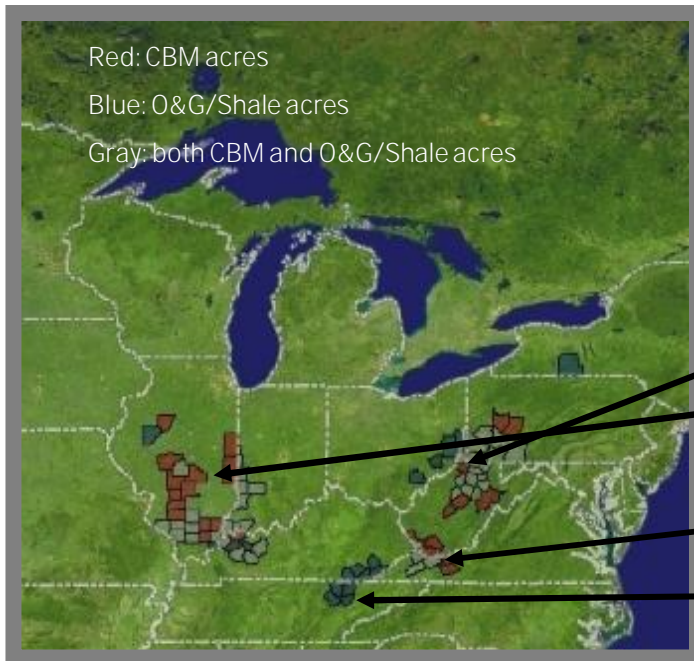 Red: CBM acres
Blue: O&G/Shale acres
Gray: both CBM and O&G/Shale acres